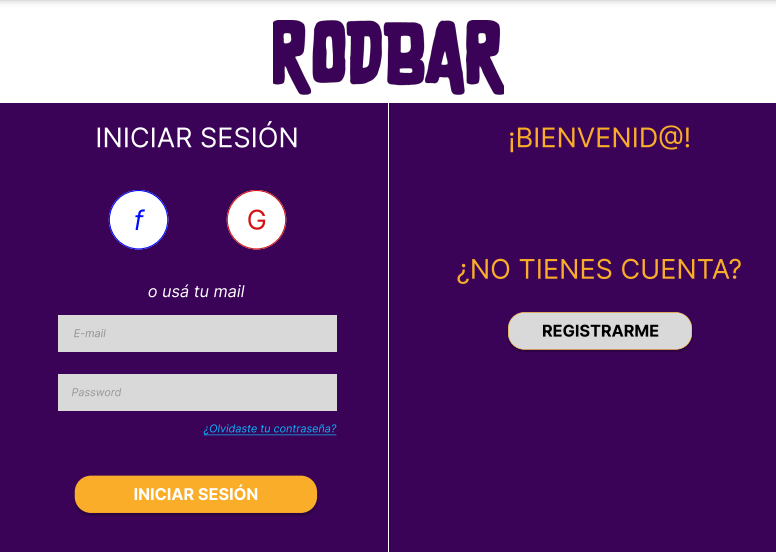 RODBAR
INICIAR SESIÓN
f
G
o usá tu mail
E-mail
Password
¿Olvidaste tu contraseña?
INICIAR SESIÓN
¡BIENVENID@!
¿NO TIENES CUENTA?
REGISTRARME